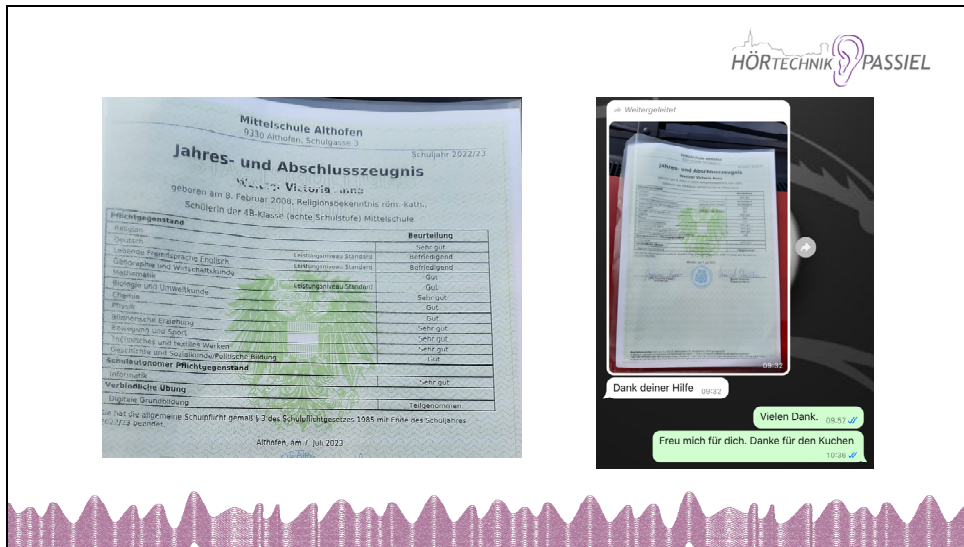 HÖRTECHNIK PASSIEL
Mittelschule Althofen
9330 Althofen, Schulgasse 3
Schuljahr 2022/23
Jahres- und Abschlusszeugnis
Victoria
geboren am 8. Februar 2008, Religionsbekenntnis röm.-kath.,
Schülerin der 4B-Klasse (achte Schulstufe) Mittelschule
Pflichtgegenstand Beurteilung
Religion Sehr gut
Deutsch Leistungsniveau Standard Befriedigend
Lebende Fremdsprache Englisch Leistungsniveau Standard Befriedigend
Geographie und Wirtschaftskunde Gut
Mathematik Leistungsniveau Standard Gut
Biologie und Umweltkunde Sehr gut
Chemie Gut
Physik Gut
Bildnerische Erziehung Sehr gut
Bewegung und Sport Sehr gut
Technisches und textiles Werken Sehr gut
Geschichte und Sozialkunde/Politische Bildung Gut
Schulautonomer Pflichtgegenstand
Informatik Sehr gut
Verbindliche Übung
Digitale Grundbildung Teilgenommen
Sie hat die allgemeine Schulpflicht gemäß § 3 des Schulpflichtgesetzes 1985 mit Ende des Schuljahres
2022/23 beendet.
Althofen, am 7. Juli 2023
Weitergeleitet
Jahres- und Abschlusszeugnis
09:32
Dank deiner Hilfe 09:32
Vielen Dank. 09:57
Freu mich für dich. Danke für den Kuchen
10:36